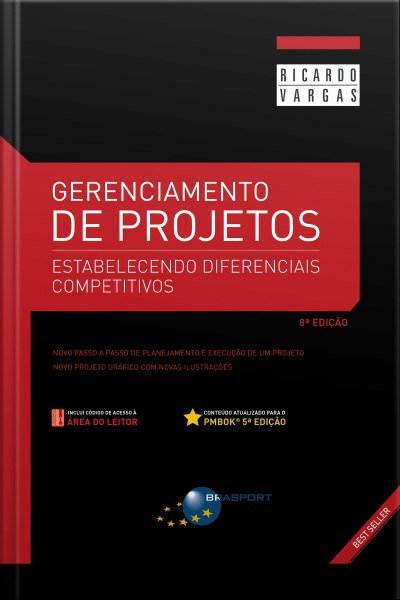 RICARDO
VARGAS
GERENCIAMENTO
DE PROJETOS
ESTABELECENDO DIFERENCIAIS
COMPETITIVOS
8ª EDIÇÃO
NOVO PASSO A PASSO DE PLANEJAMENTO E EXECUÇÃO DE UM PROJETO
NOVO PROJETO GRÁFICO COM NOVAS ILUSTRAÇÕES
INCLUI CÓDIGO DE ACESSO À
ÁREA DO LEITOR
CONTEÚDO ATUALIZADO PARA O
PMBOK® 5ª EDIÇÃO
BRASPORT
BEST SELLER